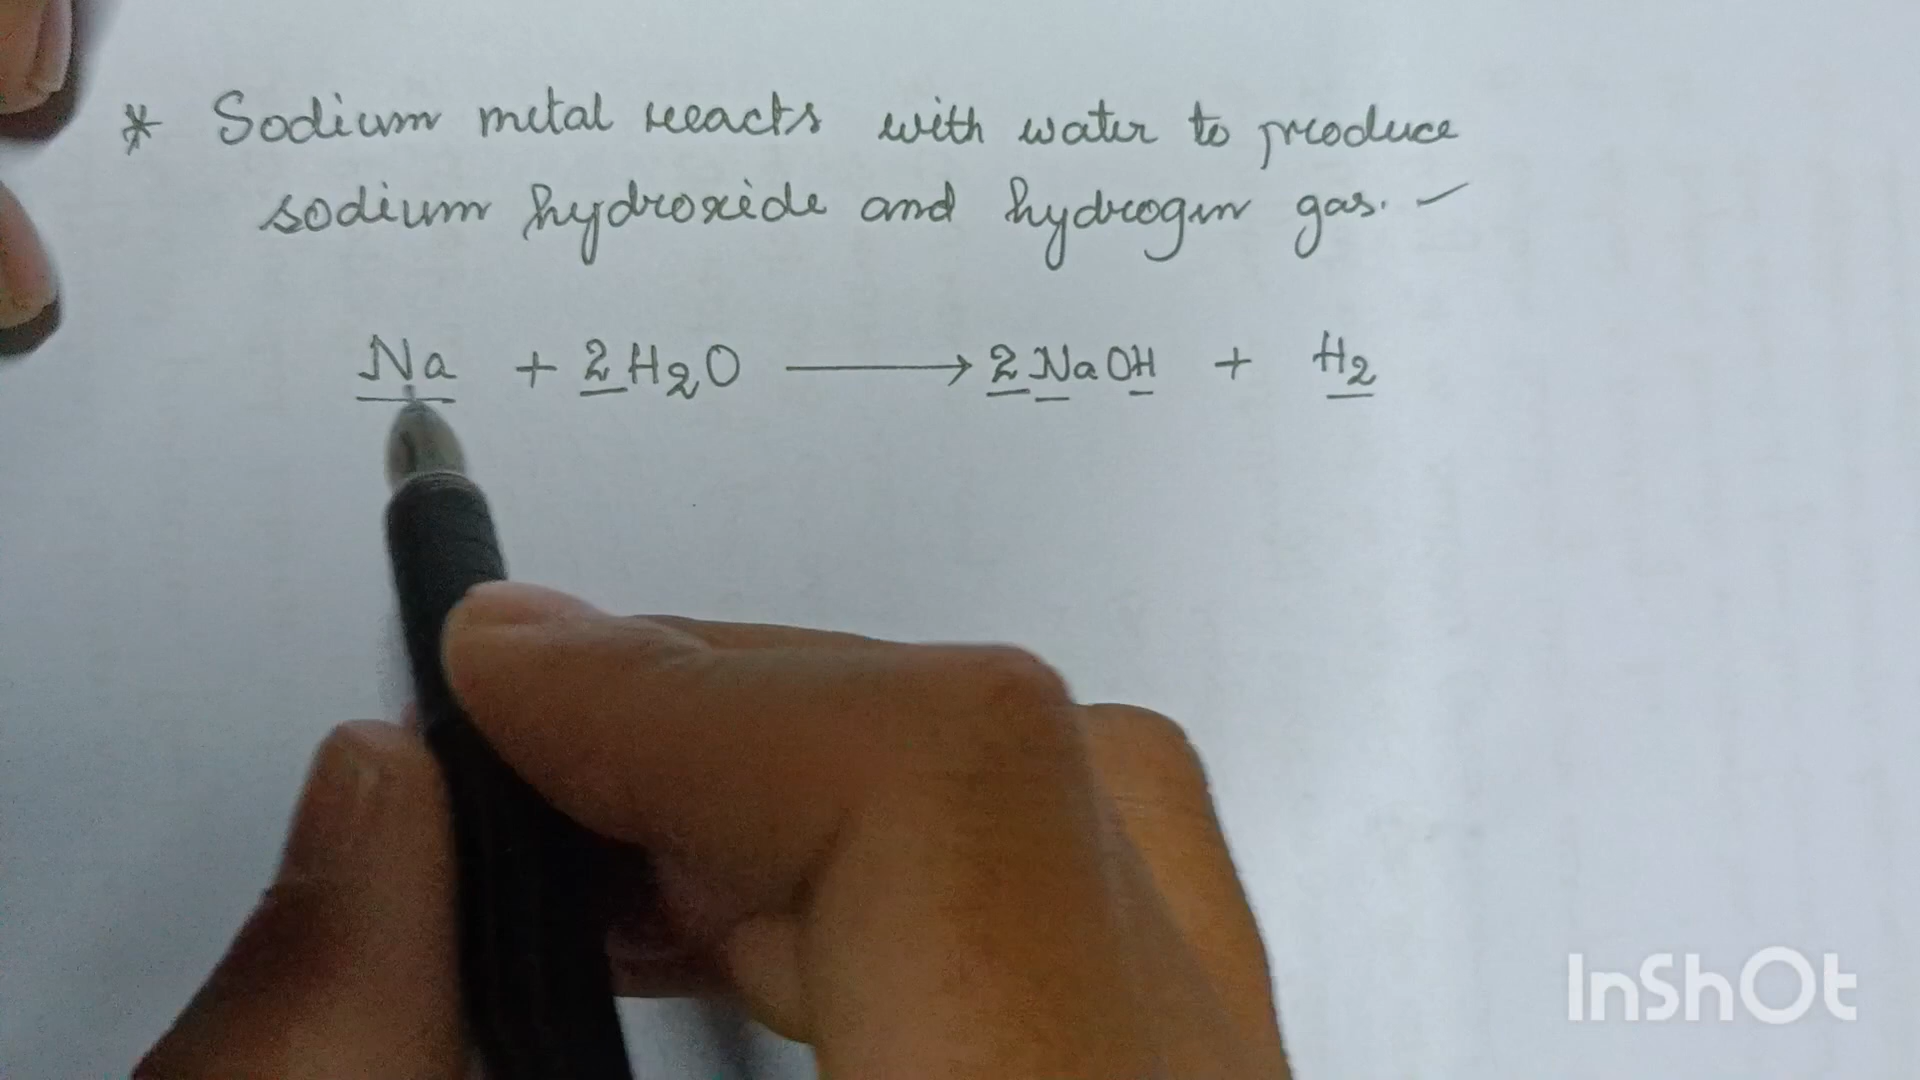 * Sodium metal reacts with water to produce
sodium hydroxide and hydrogen gas.
Na + 2H₂O ⟶ 2NaOH + H₂
InShOt